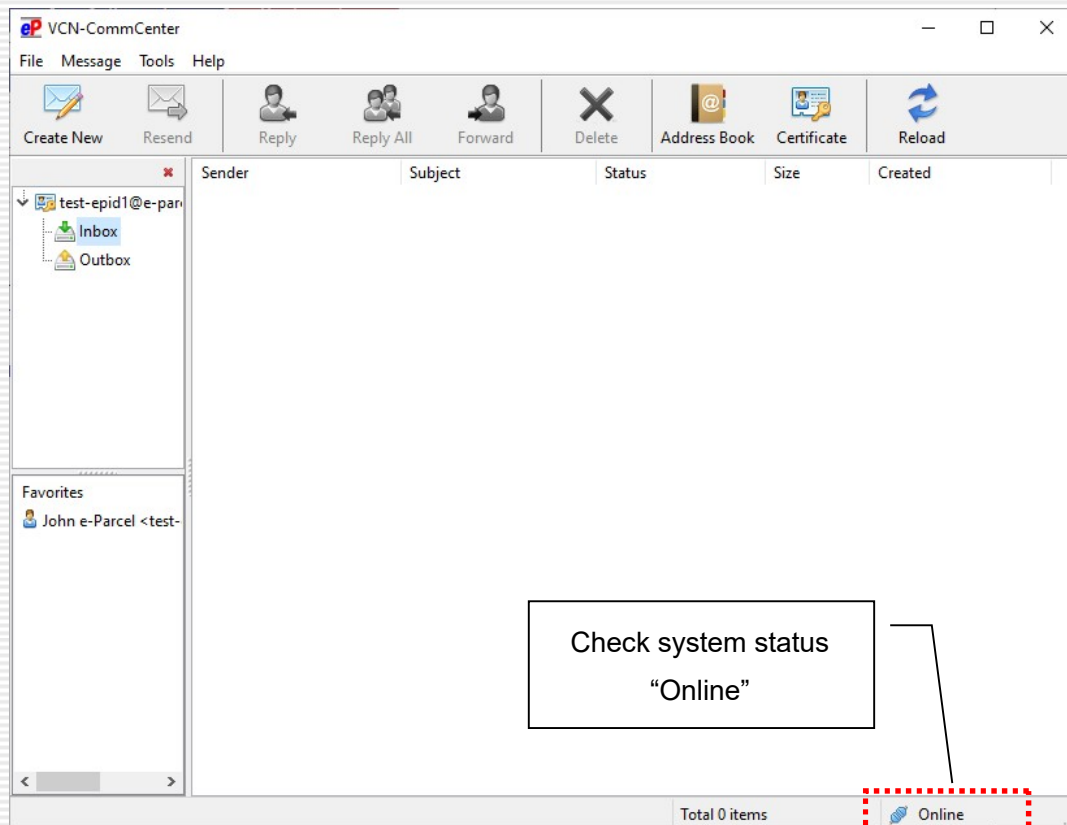 eP VCN-CommCenter
File Message Tools Help
Create New Resend Reply Reply All Forward Delete Address Book Certificate Reload
Sender Subject Status Size Created
test-epid1@e-par
Inbox
Outbox
Favorites
John e-Parcel <test-
Check system status
“Online”
Total 0 items Online